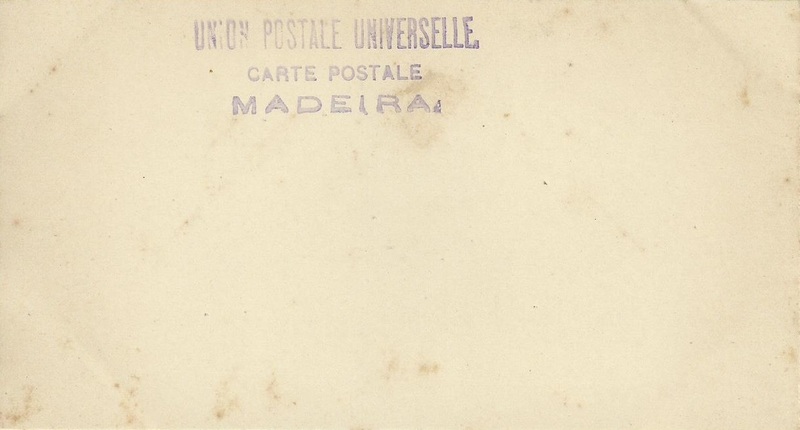 UNION POSTALE UNIVERSELLE.
CARTE POSTALE
MADEIRA.